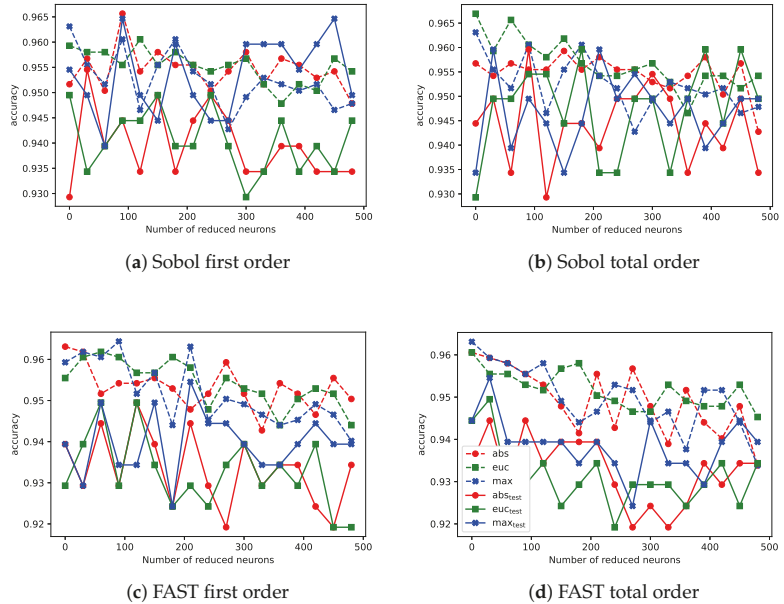 0.965
0.960
0.955
0.950
0.945
0.940
0.935
0.930
accuracy
0 100 200 300 400 500
Number of reduced neurons
(a) Sobol first order
0.965
0.960
0.955
0.950
0.945
0.940
0.935
0.930
accuracy
0 100 200 300 400 500
Number of reduced neurons
(b) Sobol total order
0.96
0.95
0.94
0.93
0.92
accuracy
0 100 200 300 400 500
Number of reduced neurons
(c) FAST first order
0.96
0.95
0.94
0.93
0.92
accuracy
abs
euc
max
abstest
euctest
maxtest
0 100 200 300 400 500
Number of reduced neurons
(d) FAST total order